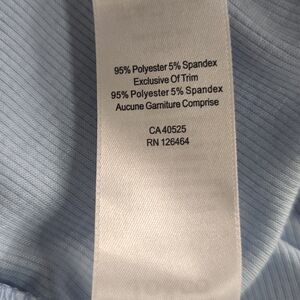 95% Polyester 5% Spandex
Exclusive Of Trim
95% Polyester 5% Spandex
Aucune Garniture Comprise
CA 40525
RN 126464